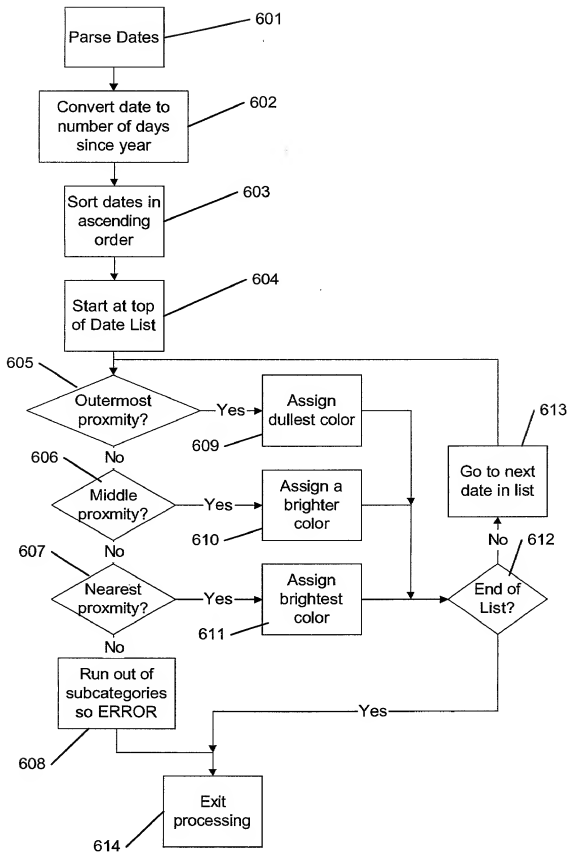 Parse Dates
601
Convert date to
number of days
since year
602
Sort dates in
ascending
order
603
Start at top
of Date List
604
605
Outermost
proxmity?
Yes
Assign
dullest color
609
613
Go to next
date in list
No
606
Middle
proxmity?
Yes
Assign a
brighter
color
610
No
612
No
607
Nearest
proxmity?
Yes
Assign
brightest
color
611
End of
List?
No
Run out of
subcategories
so ERROR
608
Yes
Exit
processing
614